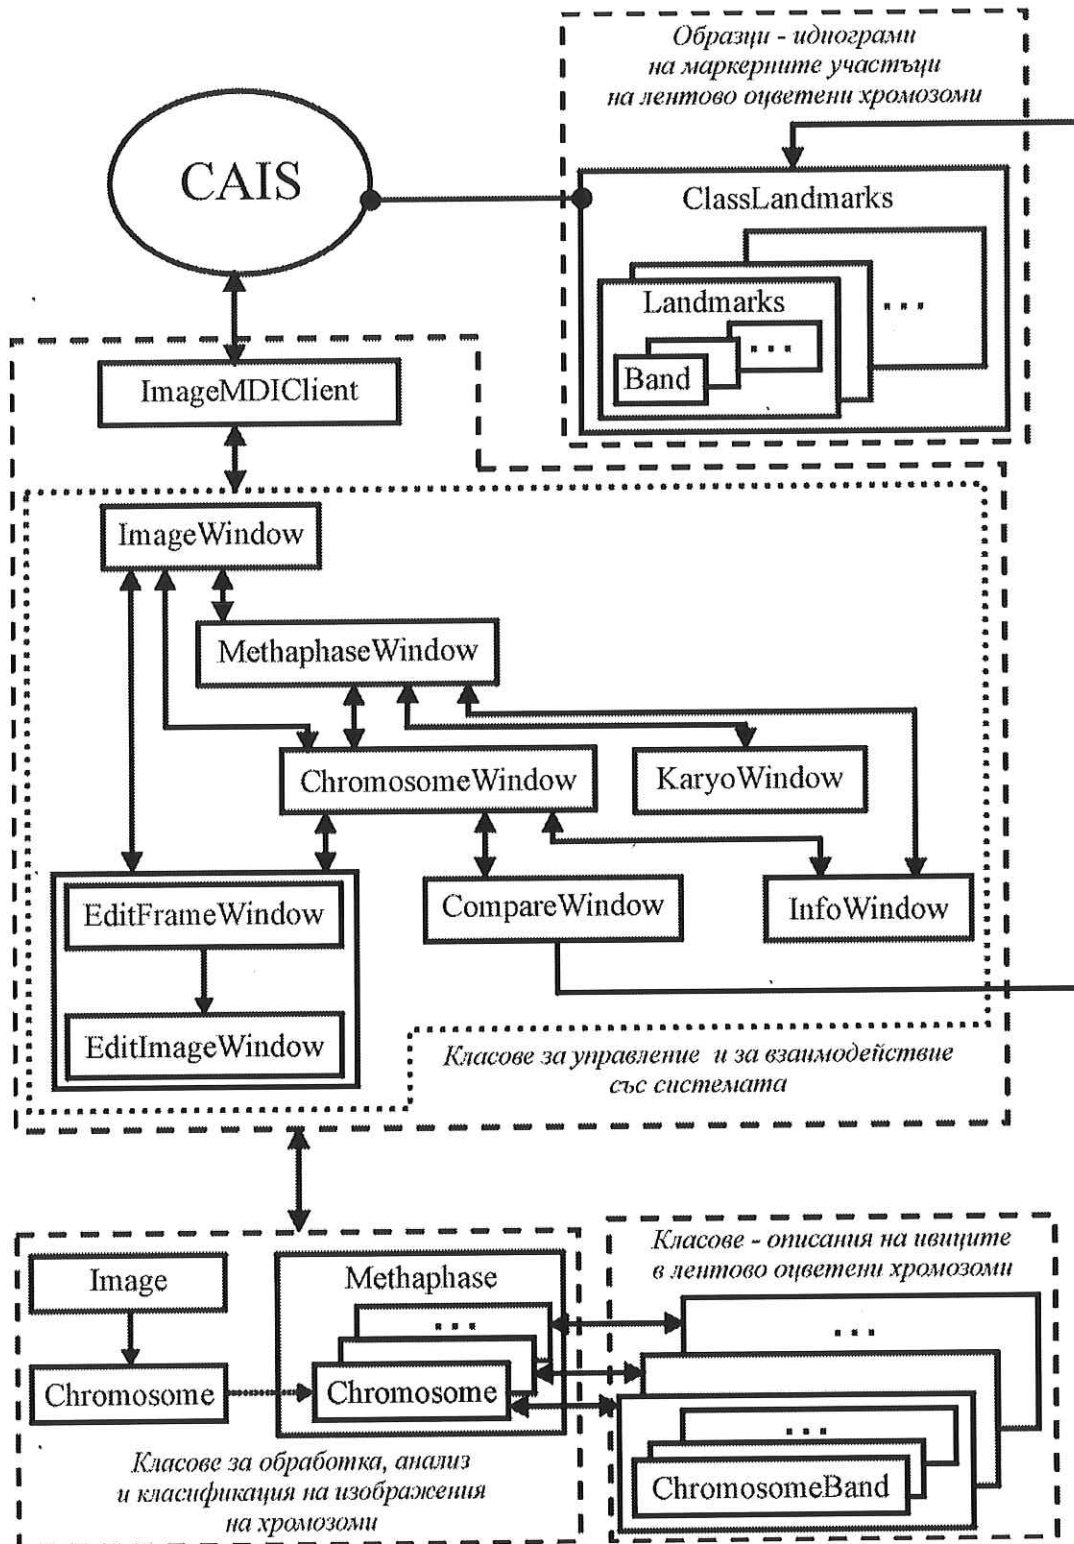 Образци - идиограми
на маркерните участъци
на лентово оцветени хромозоми
CAIS
ClassLandmarks
Landmarks
...
...
Band
ImageMDIClient
ImageWindow
MethaphaseWindow
ChromosomeWindow
KaryoWindow
EditFrameWindow
CompareWindow
InfoWindow
EditImageWindow
Класове за управление и за взаимодействие
със системата
Image
Methaphase
...
Chromosome
Chromosome
Класове за обработка, анализ
и класификация на изображения
на хромозоми
Класове - описания на ивиците
в лентово оцветени хромозоми
...
...
ChromosomeBand